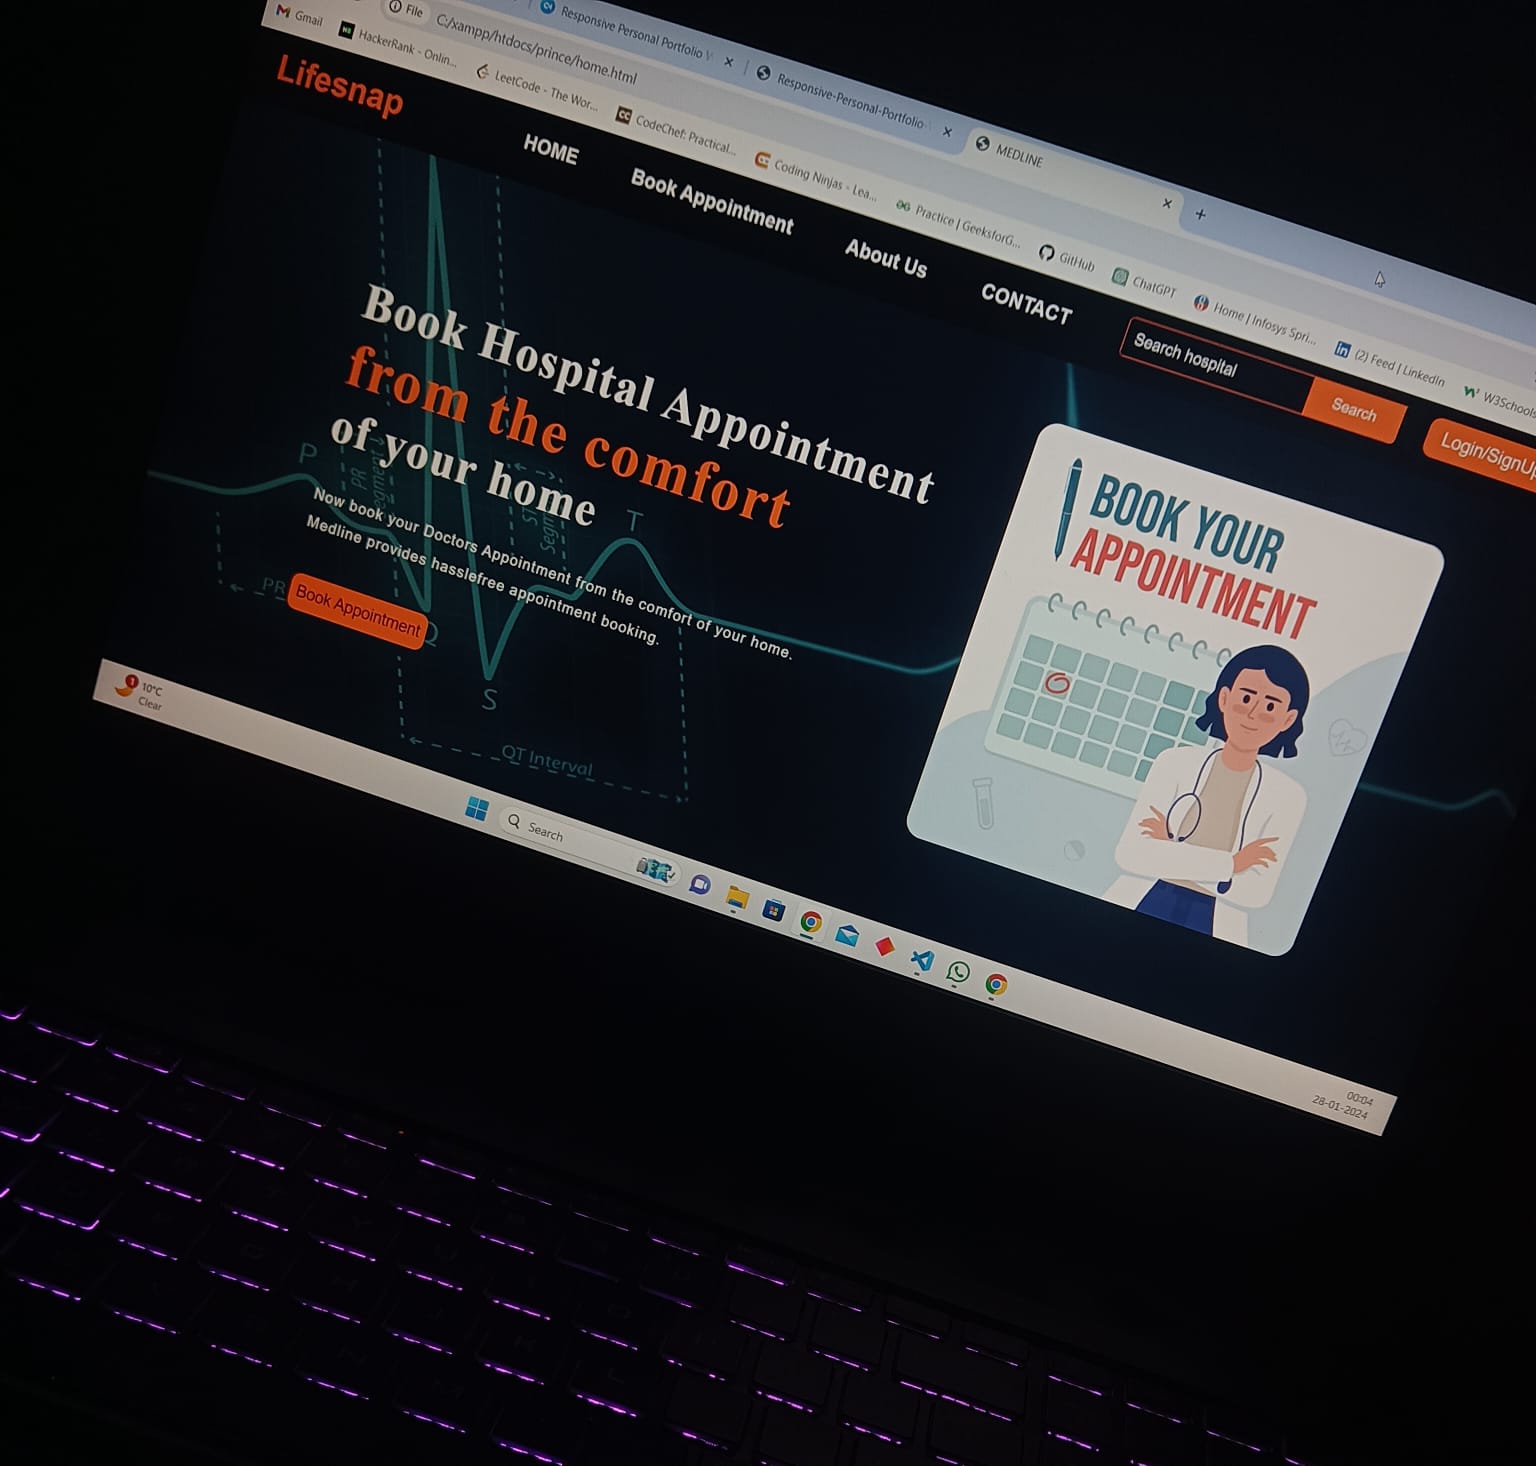 Responsive Personal Portfolio
Responsive-Personal-Portfolio
MEDLINE
File
C:/xampp/htdocs/prince/home.html
Gmail
HackerRank - Onlin...
LeetCode - The Wor...
CodeChef: Practical...
Coding Ninjas - Lea...
Practice | GeeksforG...
GitHub
ChatGPT
Home | Infosys Spri...
(2) Feed | LinkedIn
W3Schools
Lifesnap
HOME
Book Appointment
About Us
CONTACT
Search hospital
Search
Login/SignUp
Book Hospital Appointment
from the comfort
of your home
Now book your Doctors Appointment from the comfort of your home.
Medline provides hasslefree appointment booking.
Book Appointment
P
PR
T
PR
Q
S
QT Interval
BOOK YOUR
APPOINTMENT
1
10°C
Clear
Search
00:04
28-01-2024